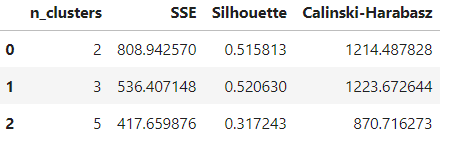 n_clusters SSE Silhouette Calinski-Harabasz
0 2 808.942570 0.515813 1214.487828
1 3 536.407148 0.520630 1223.672644
2 5 417.659876 0.317243 870.716273